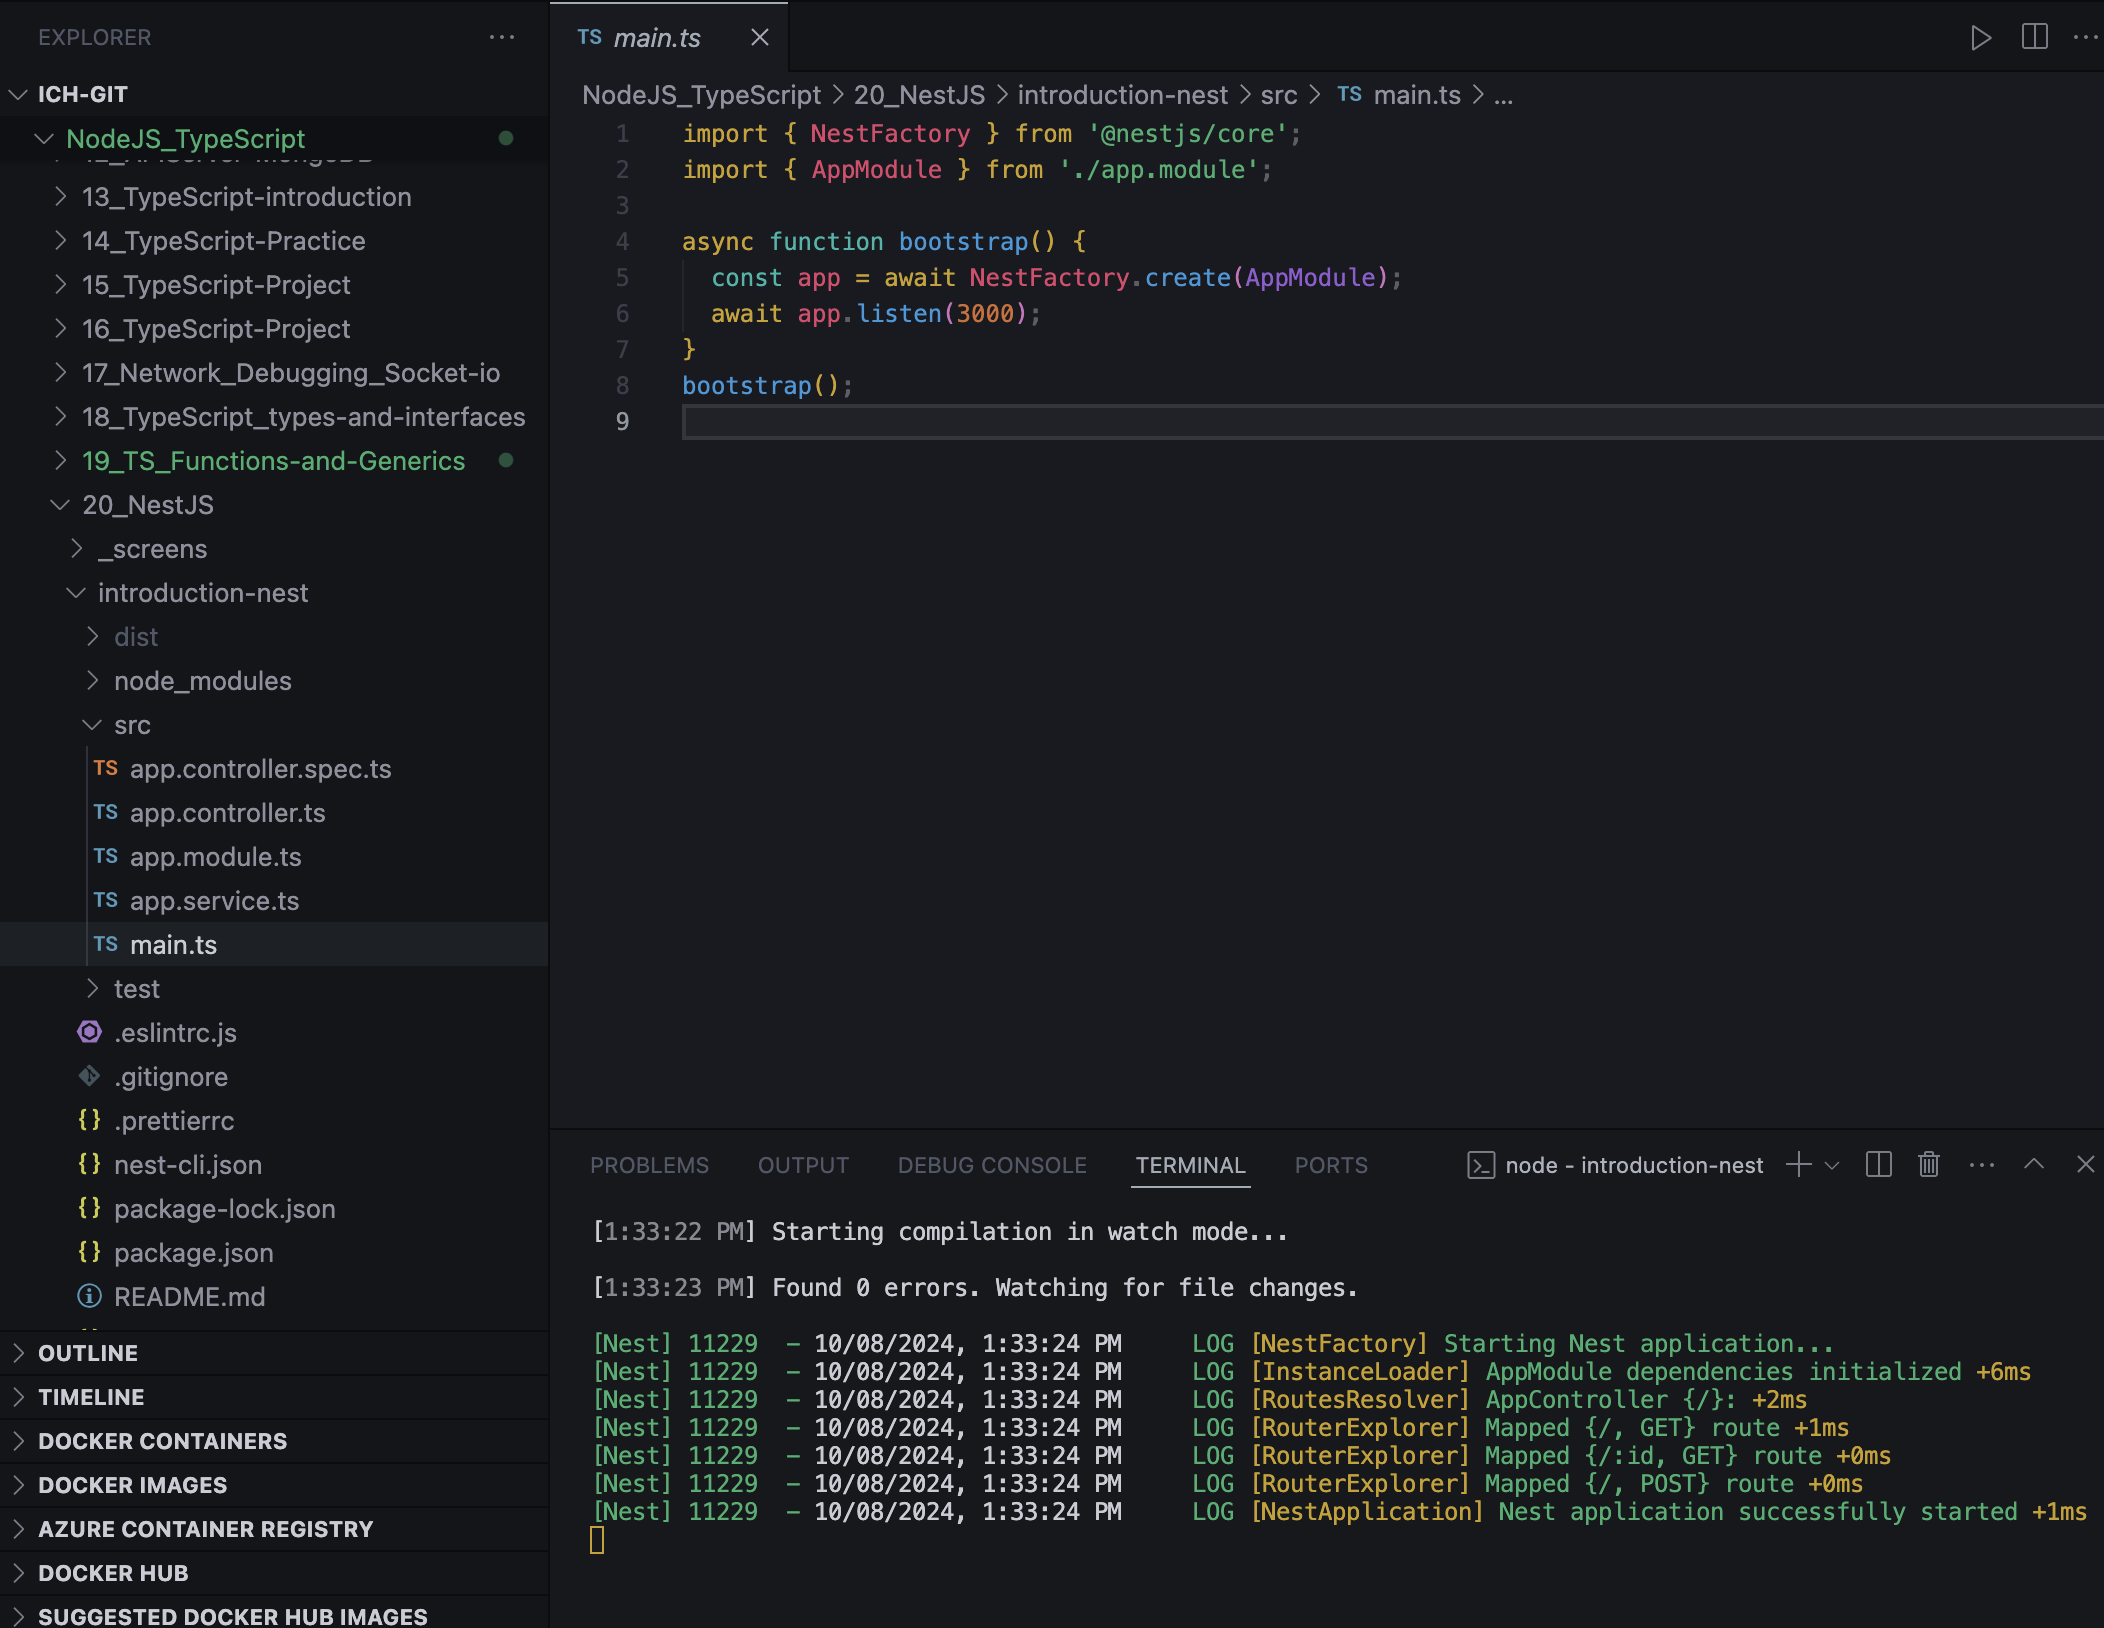 EXPLORER
ICH-GIT
NodeJS_TypeScript
13_TypeScript-introduction
14_TypeScript-Practice
15_TypeScript-Project
16_TypeScript-Project
17_Network_Debugging_Socket-io
18_TypeScript_types-and-interfaces
19_TS_Functions-and-Generics
20_NestJS
_screens
introduction-nest
dist
node_modules
src
TS app.controller.spec.ts
TS app.controller.ts
TS app.module.ts
TS app.service.ts
TS main.ts
test
.eslintrc.js
.gitignore
{} .prettierrc
{} nest-cli.json
{} package-lock.json
{} package.json
README.md
OUTLINE
TIMELINE
DOCKER CONTAINERS
DOCKER IMAGES
AZURE CONTAINER REGISTRY
DOCKER HUB
SUGGESTED DOCKER HUB IMAGES
TS main.ts
NodeJS_TypeScript > 20_NestJS > introduction-nest > src > TS main.ts > ...
1 import { NestFactory } from '@nestjs/core';
2 import { AppModule } from './app.module';
3
4 async function bootstrap() {
5 const app = await NestFactory.create(AppModule);
6 await app.listen(3000);
7 }
8 bootstrap();
9
PROBLEMS OUTPUT DEBUG CONSOLE TERMINAL PORTS node - introduction-nest
[1:33:22 PM] Starting compilation in watch mode...
[1:33:23 PM] Found 0 errors. Watching for file changes.
[Nest] 11229 - 10/08/2024, 1:33:24 PM LOG [NestFactory] Starting Nest application...
[Nest] 11229 - 10/08/2024, 1:33:24 PM LOG [InstanceLoader] AppModule dependencies initialized +6ms
[Nest] 11229 - 10/08/2024, 1:33:24 PM LOG [RoutesResolver] AppController {/}: +2ms
[Nest] 11229 - 10/08/2024, 1:33:24 PM LOG [RouterExplorer] Mapped {/, GET} route +1ms
[Nest] 11229 - 10/08/2024, 1:33:24 PM LOG [RouterExplorer] Mapped {/:id, GET} route +0ms
[Nest] 11229 - 10/08/2024, 1:33:24 PM LOG [RouterExplorer] Mapped {/, POST} route +0ms
[Nest] 11229 - 10/08/2024, 1:33:24 PM LOG [NestApplication] Nest application successfully started +1ms